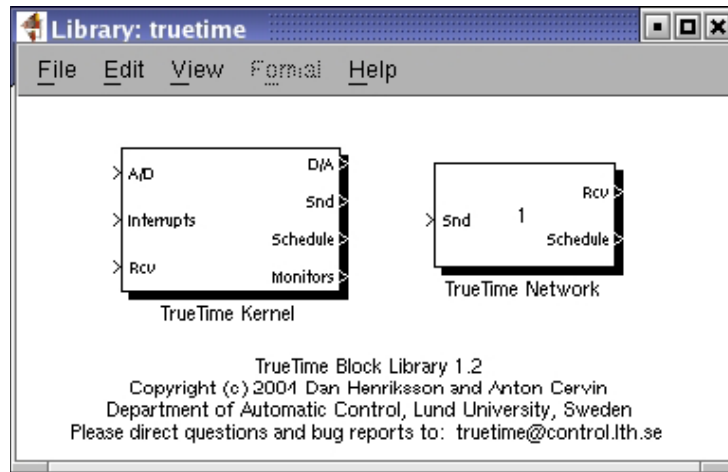 Library: truetime
File Edit View Format Help
A/D
Interrupts
Rcv
D/A
Snd
Schedule
Monitors
TrueTime Kernel
Snd
1
Rcv
Schedule
TrueTime Network
TrueTime Block Library 1.2
Copyright (c) 2004 Dan Henriksson and Anton Cervin
Department of Automatic Control, Lund University, Sweden
Please direct questions and bug reports to: truetime@control.lth.se